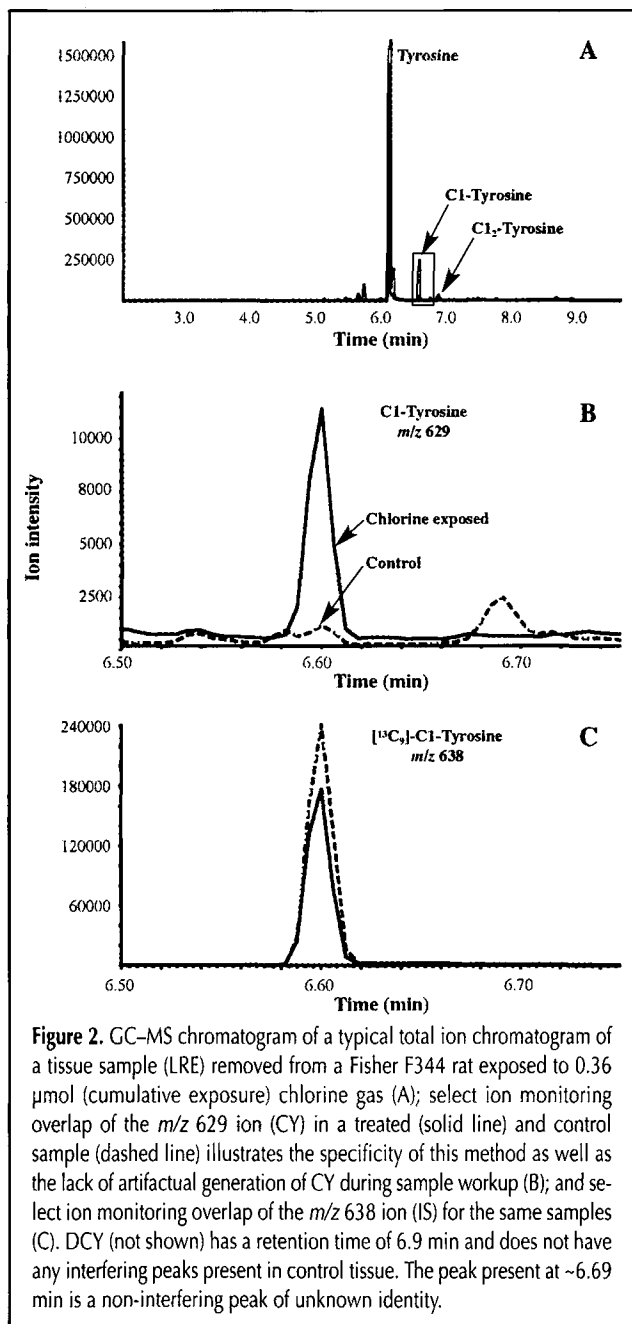 A
1500000
Tyrosine
1250000
1000000
750000
C1-Tyrosine
500000
C1₂-Tyrosine
250000
3.0 4.0 5.0 6.0 7.0 8.0 9.0
Time (min)
C1-Tyrosine
B
m/z 629
10000
8000
Chlorine exposed
5000
Control
2500
Ion intensity
6.50 6.60 6.70
Time (min)
240000
[¹³C₉]-C1-Tyrosine
C
m/z 638
180000
120000
60000
6.50 6.60 6.70
Time (min)
Figure 2. GC–MS chromatogram of a typical total ion chromatogram of
a tissue sample (LRE) removed from a Fisher F344 rat exposed to 0.36
µmol (cumulative exposure) chlorine gas (A); select ion monitoring
overlap of the m/z 629 ion (CY) in a treated (solid line) and control
sample (dashed line) illustrates the specificity of this method as well as
the lack of artifactual generation of CY during sample workup (B); and se-
lect ion monitoring overlap of the m/z 638 ion (IS) for the same samples
(C). DCY (not shown) has a retention time of 6.9 min and does not have
any interfering peaks present in control tissue. The peak present at ~6.69
min is a non-interfering peak of unknown identity.